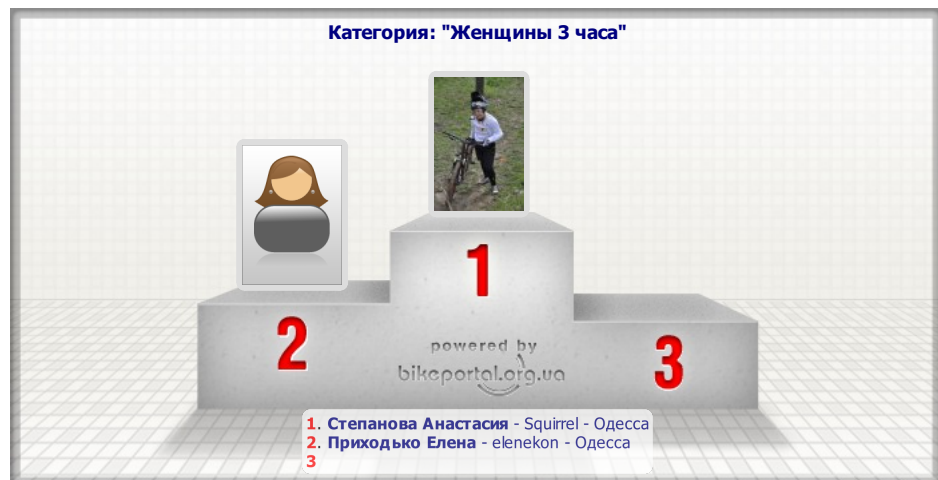 Категория: "Женщины 3 часа"
1
2
3
powered by
bikeportal.org.ua
1. Степанова Анастасия - Squirrel - Одесса
2. Приходько Елена - elenekon - Одесса
3